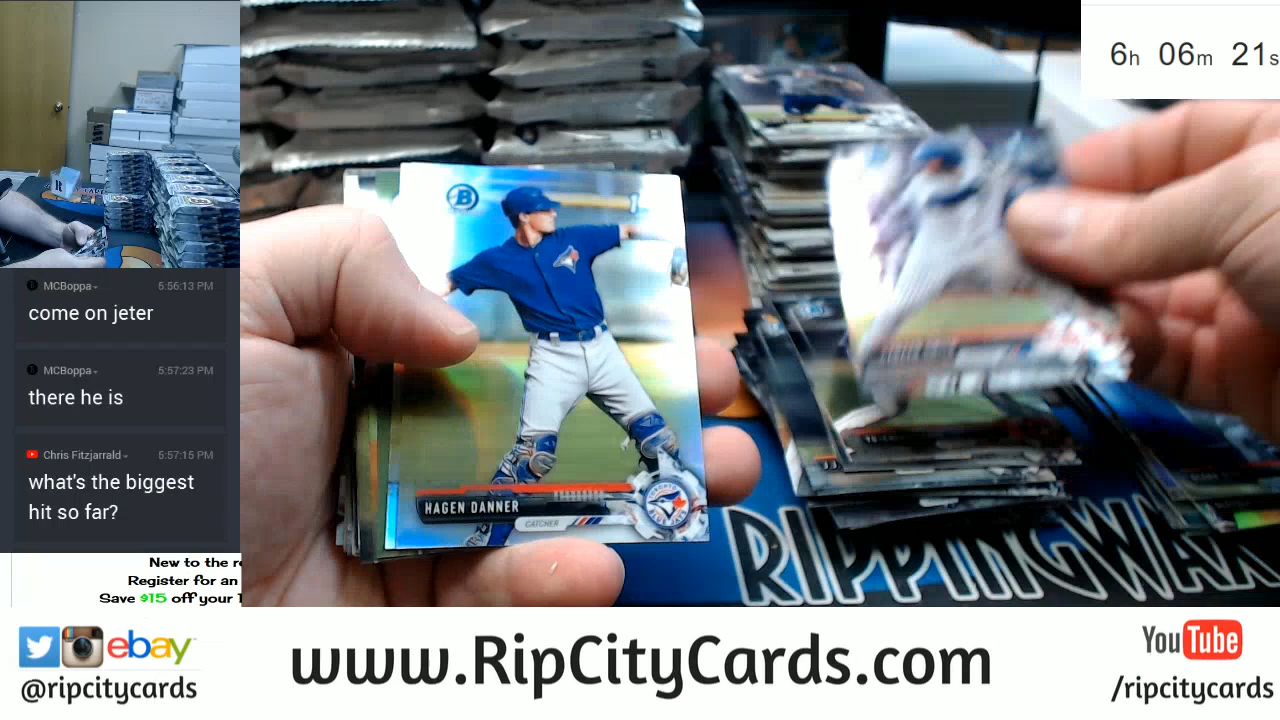 6h 06m 21s
MCBoppa 5:56:13 PM
come on jeter
MCBoppa 5:57:23 PM
there he is
Chris Fitzjarrald 5:57:15 PM
what's the biggest
hit so far?
New to the
Register for an
Save $15 off your
B
HAGEN DANNER
CATCHER
RIPPINGWAX
ebay
@ripcitycards
www.RipCityCards.com
YouTube
/ripcitycards